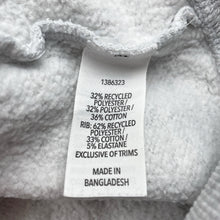 1386323
32% RECYCLED
POLYESTER /
32% POLYESTER /
36% COTTON
RIB: 62% RECYCLED
POLYESTER /
33% COTTON /
5% ELASTANE
EXCLUSIVE OF TRIMS
MADE IN
BANGLADESH